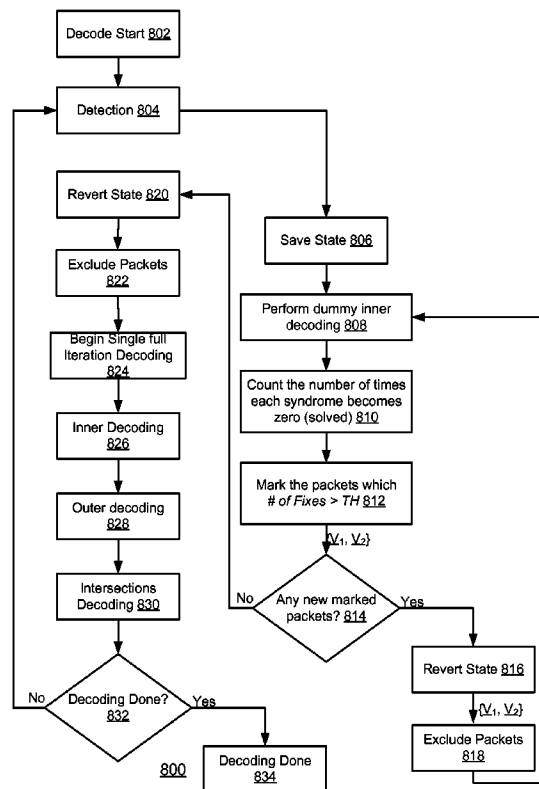 Decode Start 802
Detection 804
Revert State 820
Save State 806
Exclude Packets
822
Perform dummy inner
decoding 808
Begin Single full
Iteration Decoding
824
Count the number of times
each syndrome becomes
zero (solved) 810
Inner Decoding
826
Mark the packets which
# of Fixes > TH 812
Outer decoding
828
{V1, V2}
Intersections
Decoding 830
No
Any new marked
packets? 814
Yes
Revert State 816
No
Decoding Done?
832
Yes
{V1, V2}
800
Decoding Done
834
Exclude Packets
818